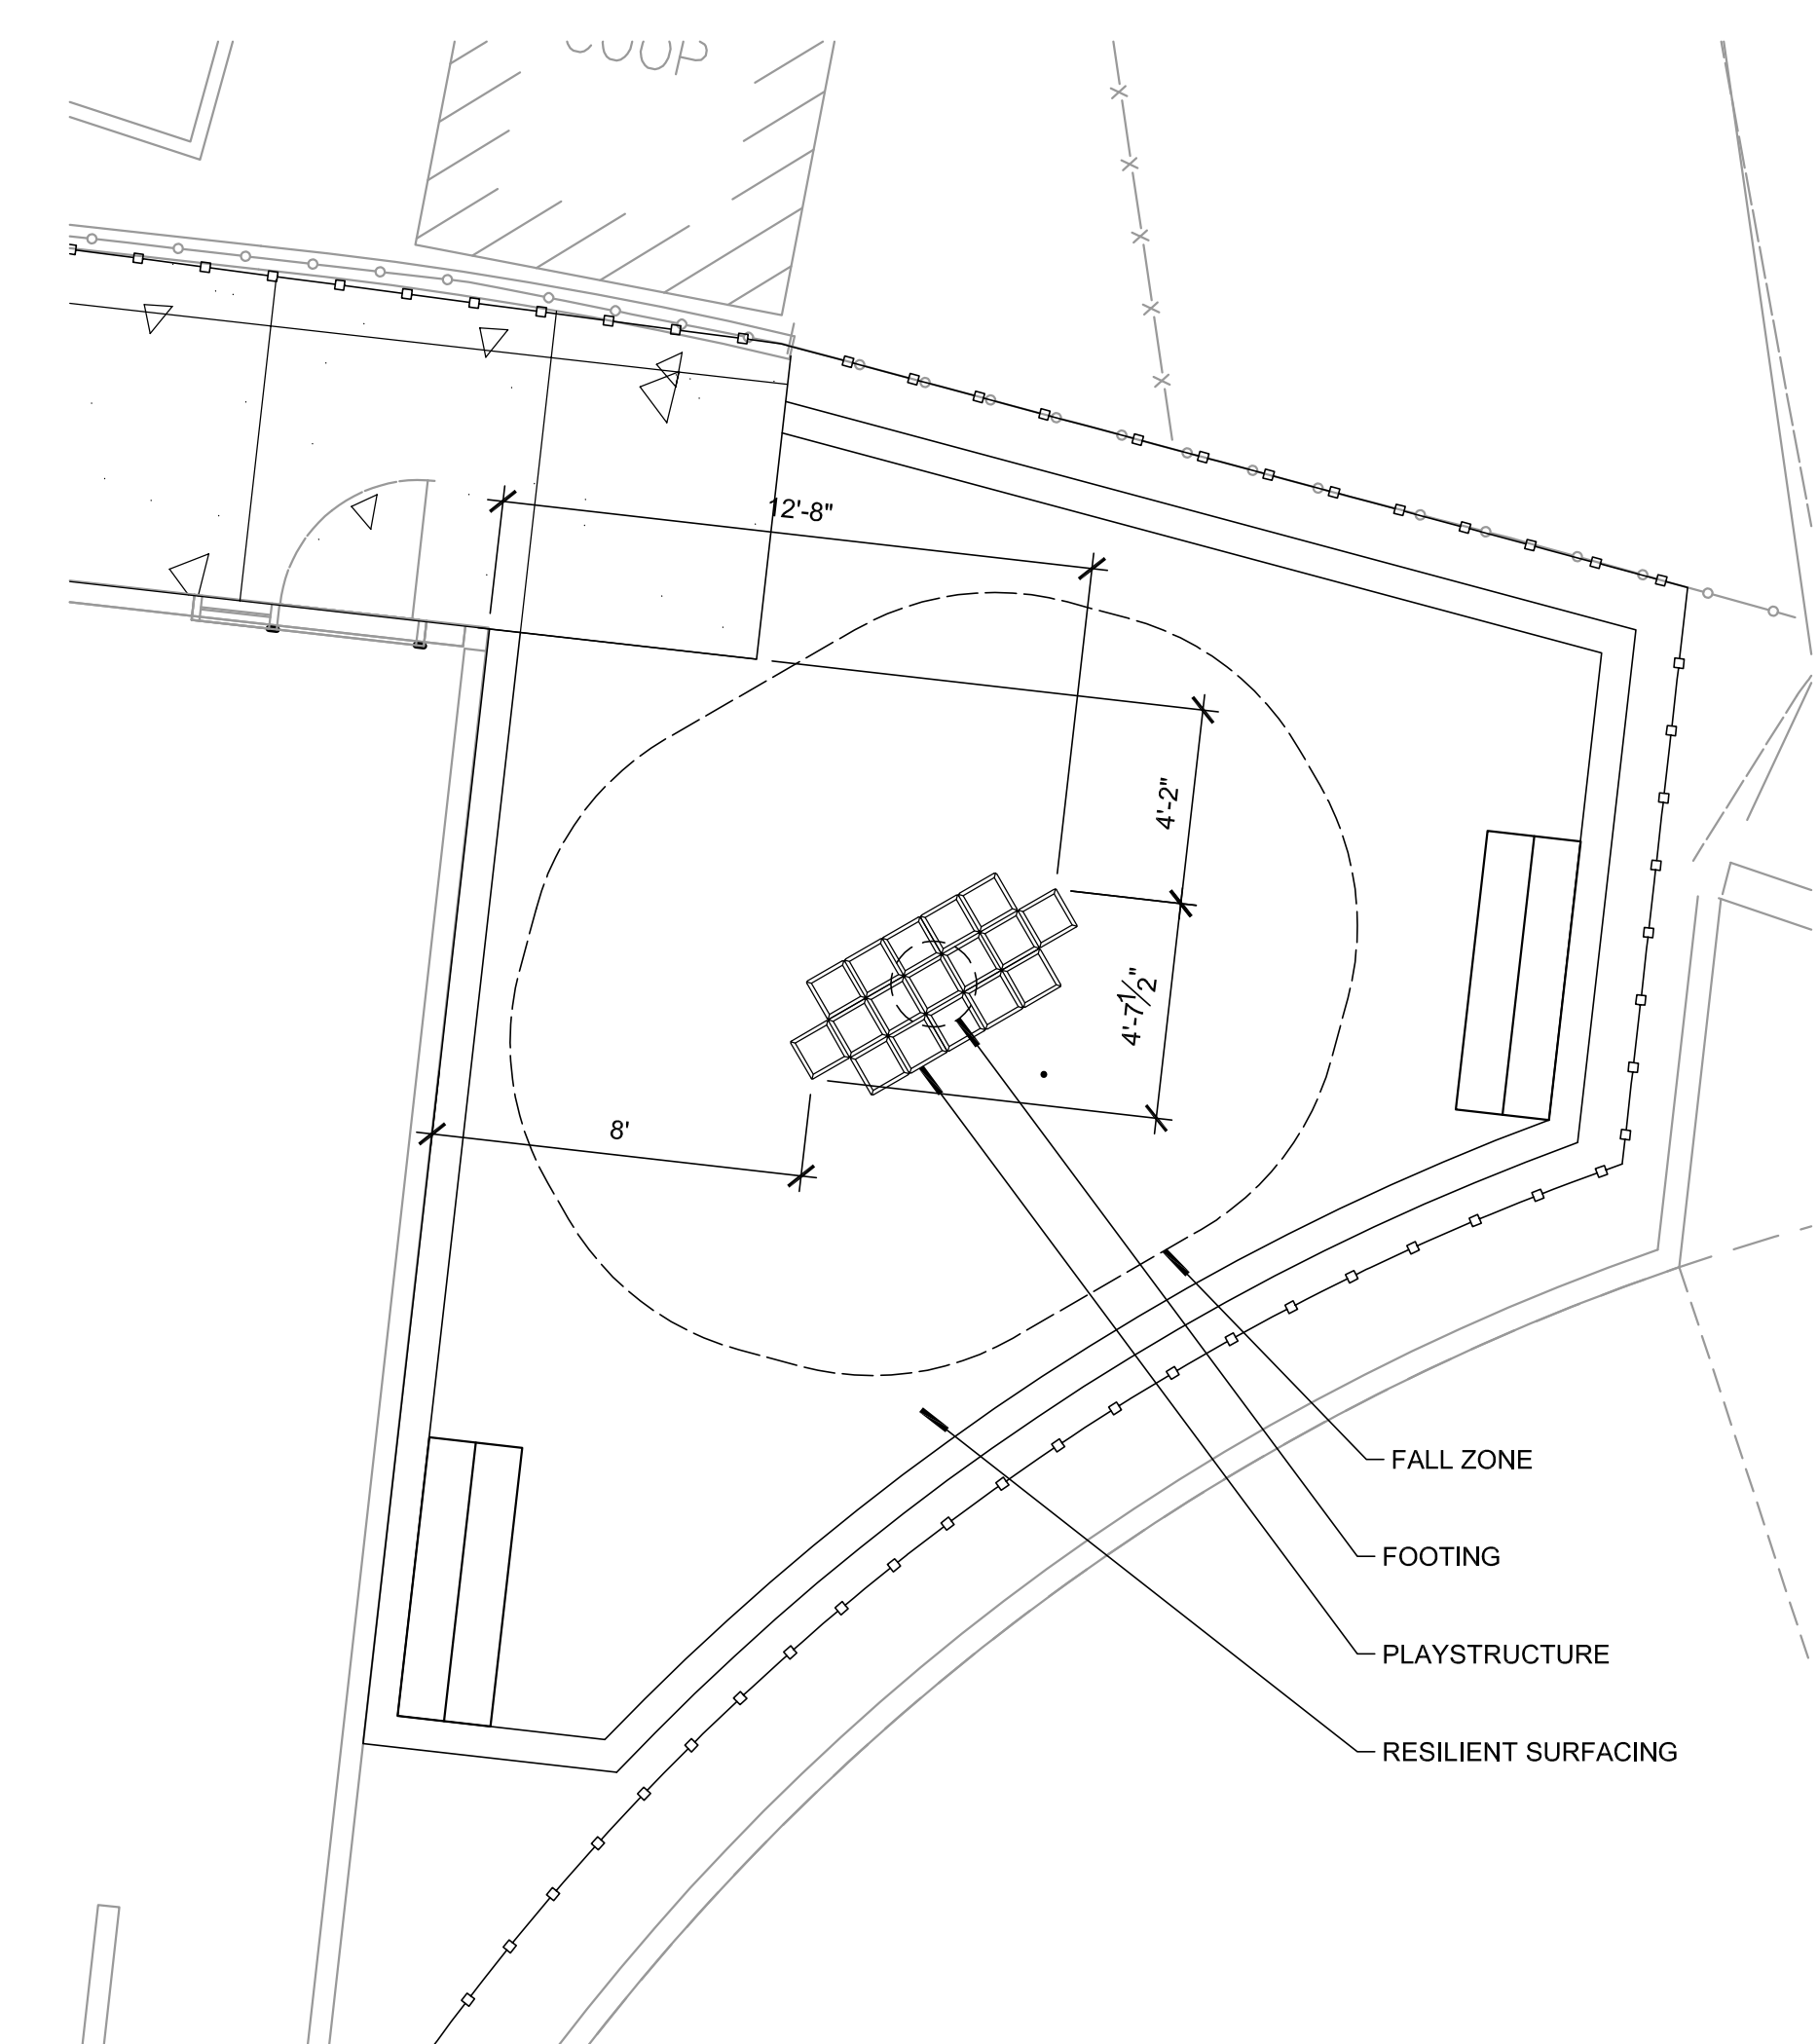 12'-8"
4'-2"
4'-7½"
8'
FALL ZONE
FOOTING
PLAYSTRUCTURE
RESILIENT SURFACING